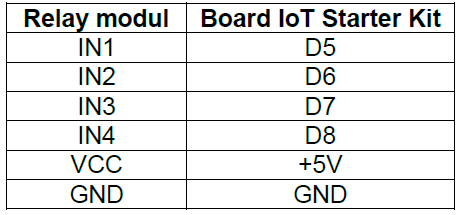 Relay modul Board IoT Starter Kit
IN1 D5
IN2 D6
IN3 D7
IN4 D8
VCC +5V
GND GND